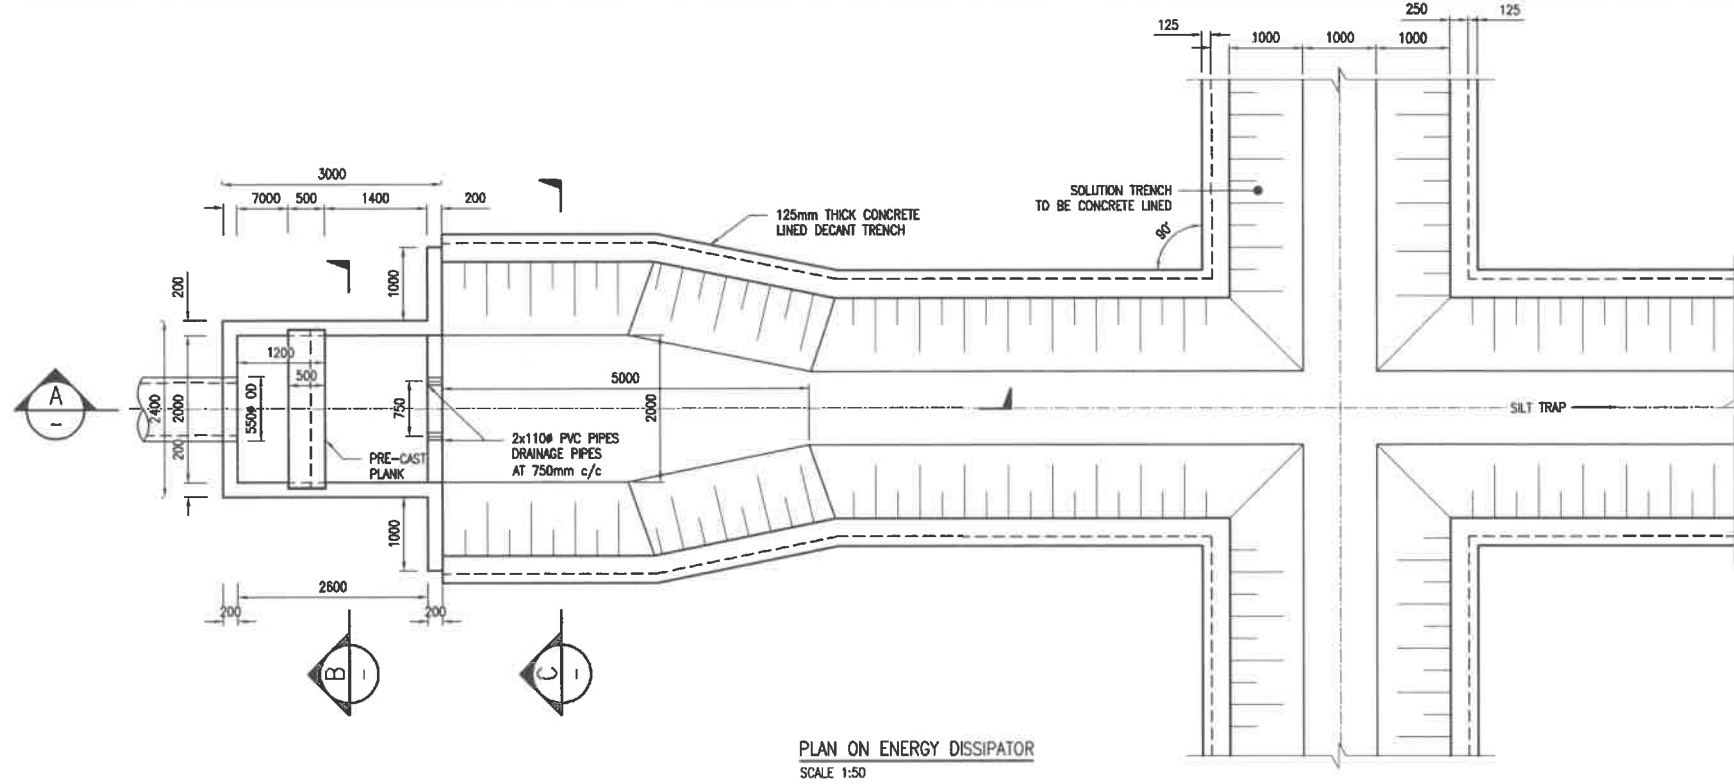 250
125
125
1000
1000
1000
3000
7000
500
1400
200
125mm THICK CONCRETE
LINED DECANT TRENCH
SOLUTION TRENCH
TO BE CONCRETE LINED
90°
200
1000
1200
500
A
-
2400
2000
550ø OD
750
5000
2000
SILT TRAP
200
PRE-CAST
PLANK
2x110ø PVC PIPES
DRAINAGE PIPES
AT 750mm c/c
1000
2600
200
200
B
-
C
-
PLAN ON ENERGY DISSIPATOR
SCALE 1:50